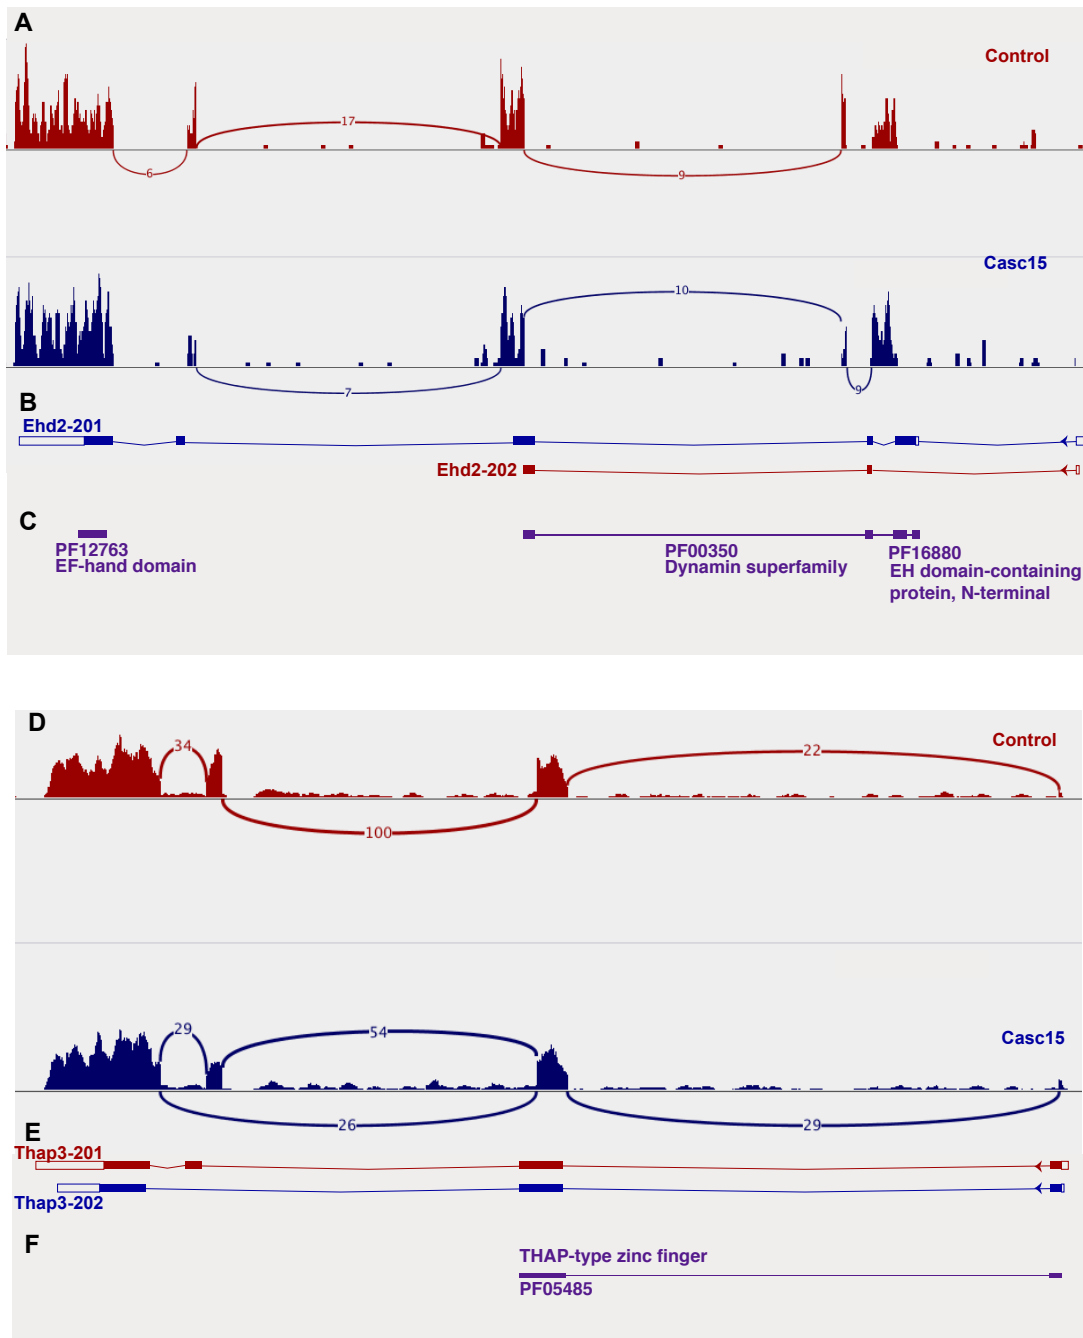 A
Control
17
6
9
Casc15
10
7
9
B
Ehd2-201
Ehd2-202
C
PF12763
EF-hand domain
PF00350
Dynamin superfamily
PF16880
EH domain-containing
protein, N-terminal
D
Control
34
22
100
Casc15
29
54
26
29
E
Thap3-201
Thap3-202
F
THAP-type zinc finger
PF05485